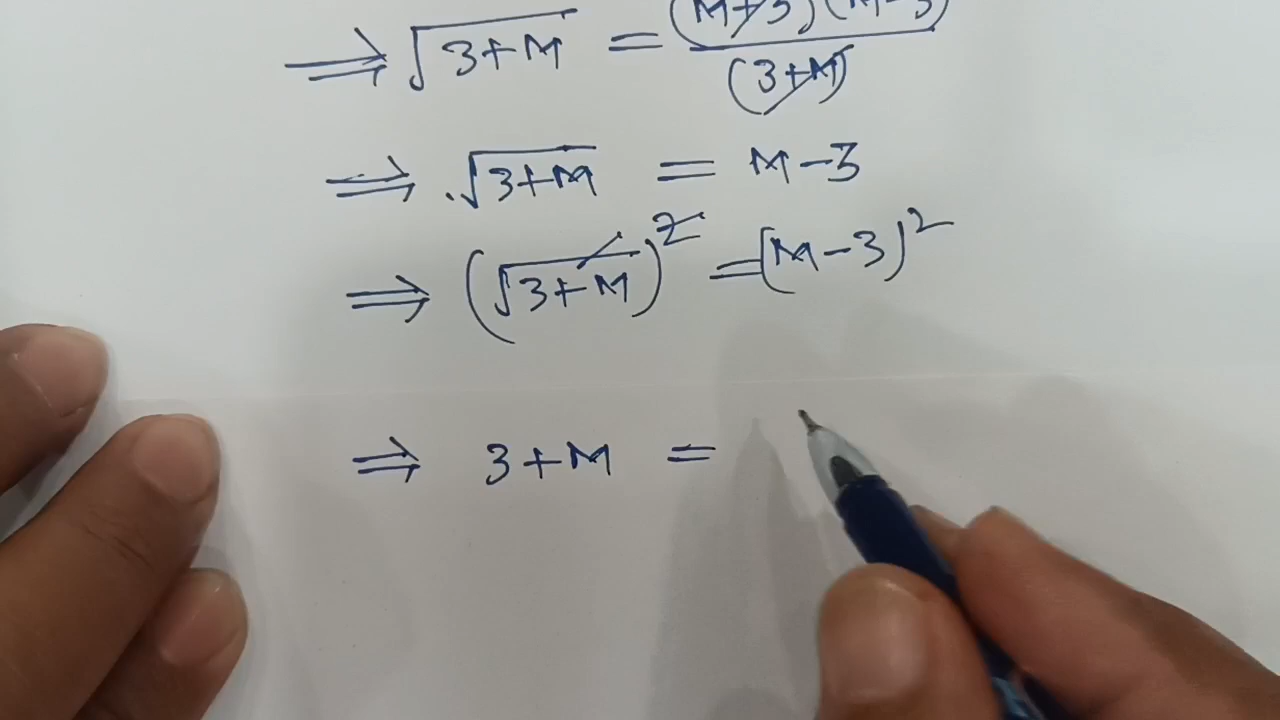 ⟹ √3+M = (M+3)(M-3)/(3+M)
⟹ √3+M = M-3
⟹ (√3+M)² = (M-3)²
⟹ 3+M =